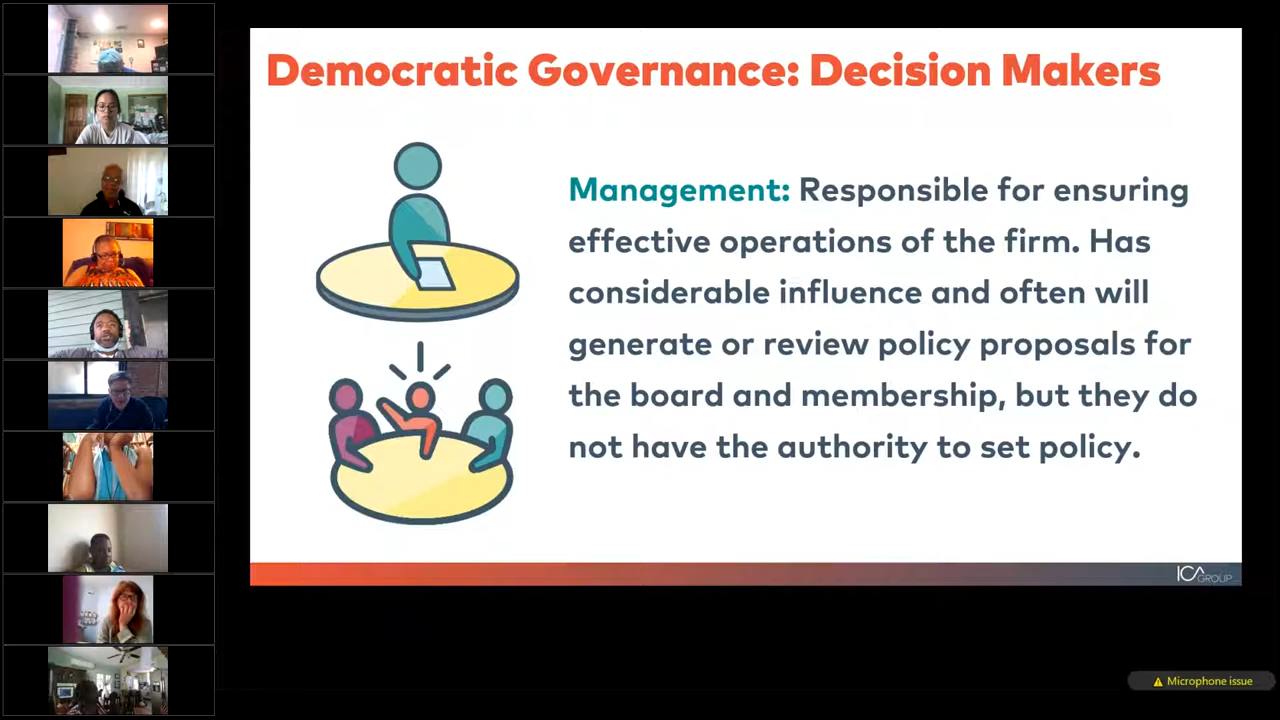 Democratic Governance: Decision Makers
Management: Responsible for ensuring
effective operations of the firm. Has
considerable influence and often will
generate or review policy proposals for
the board and membership, but they do
not have the authority to set policy.
ICA GROUP
Microphone issue